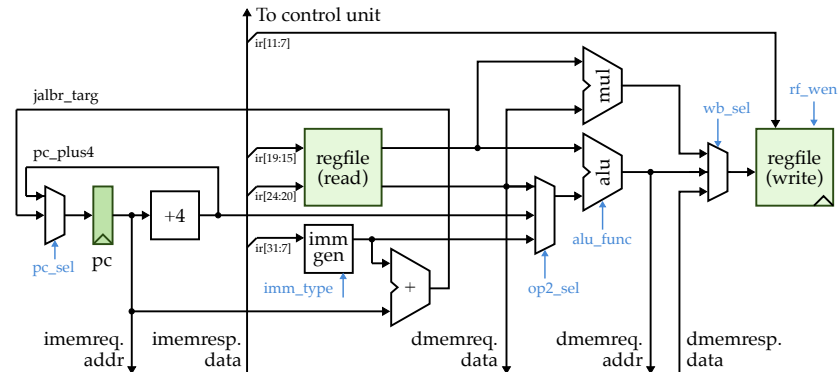 To control unit
ir[11:7]
mul
jalbr_targ
rf_wen
wb_sel
pc_plus4
ir[19:15]
regfile
(read)
alu
regfile
(write)
ir[24:20]
+4
ir[31:7]
imm
gen
alu_func
pc_sel
pc
imm_type
+
op2_sel
imemreq.
addr
imemresp.
data
dmemreq.
data
dmemreq.
addr
dmemresp.
data